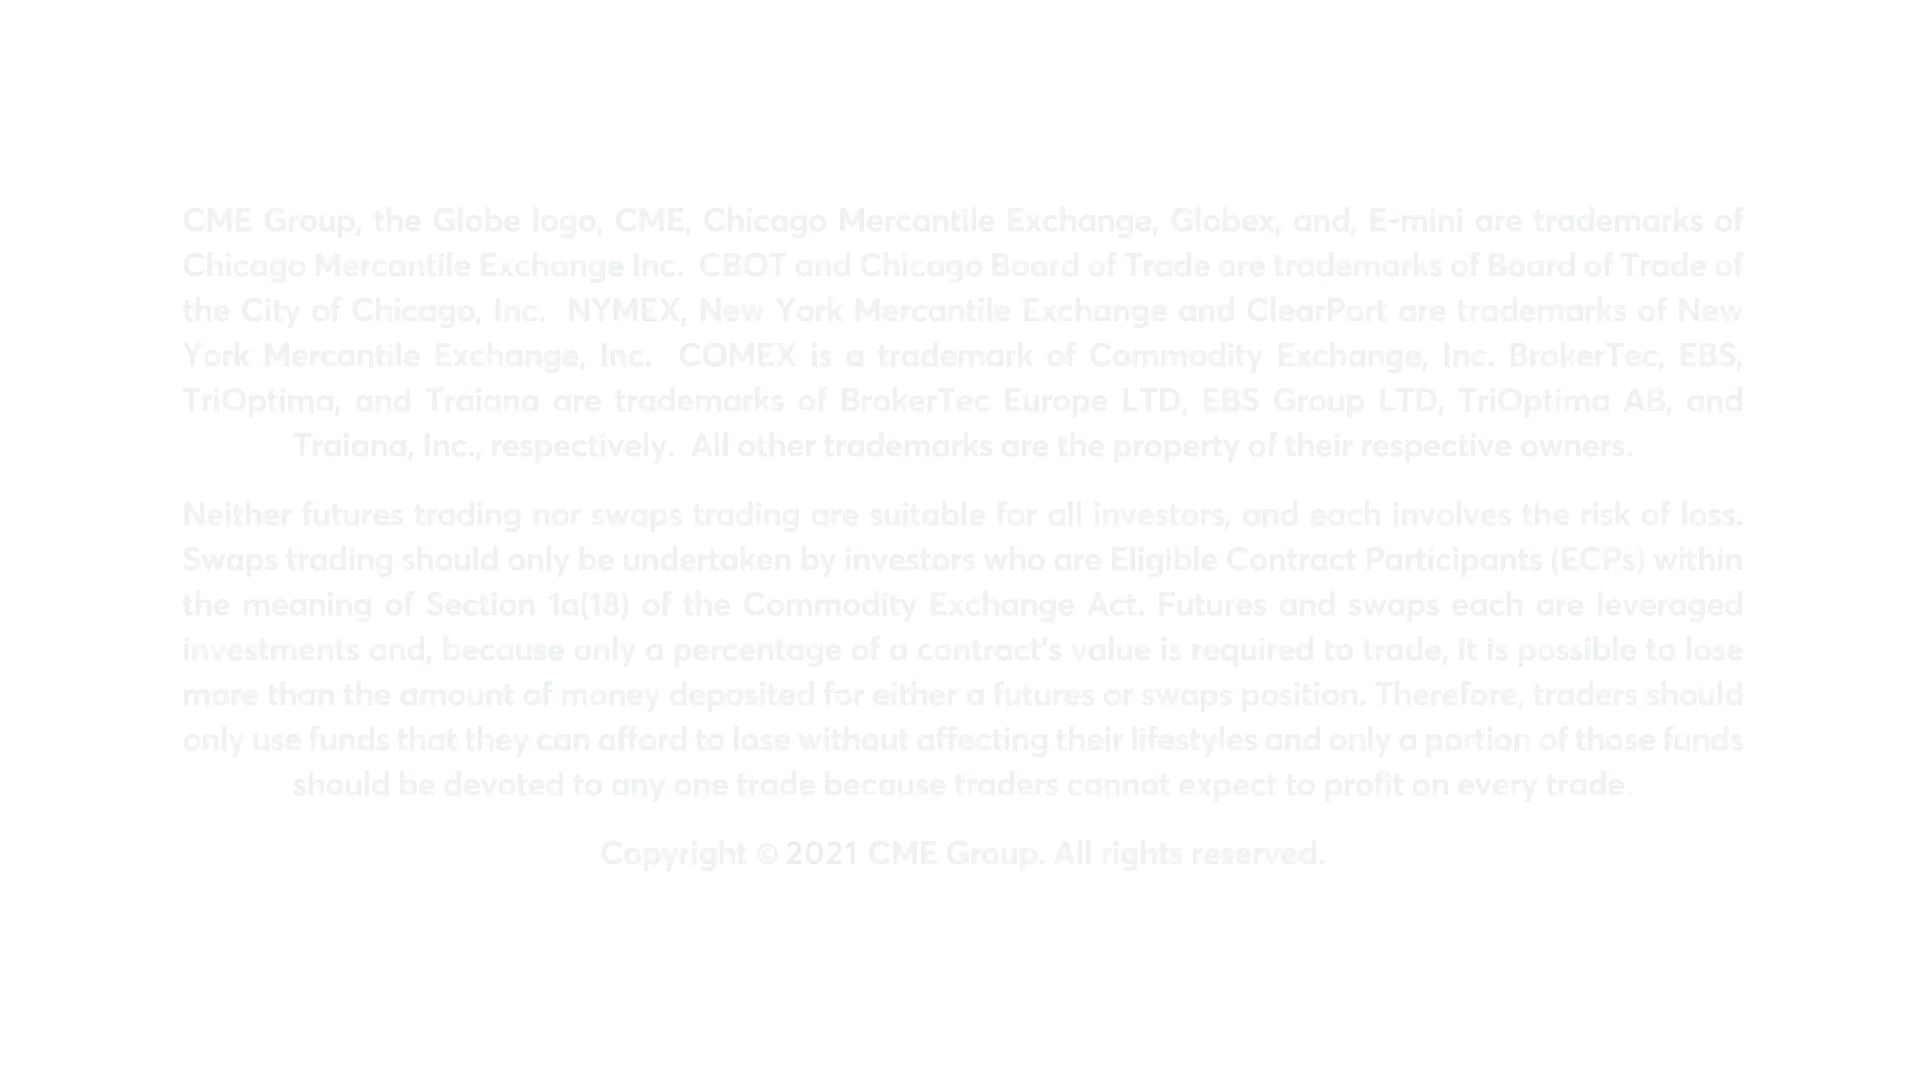 CME Group, the Globe logo, CME, Chicago Mercantile Exchange, Globex, and, E-mini are trademarks of
Chicago Mercantile Exchange Inc.  CBOT and Chicago Board of Trade are trademarks of Board of Trade of
the City of Chicago, Inc.  NYMEX, New York Mercantile Exchange and ClearPort are trademarks of New
York Mercantile Exchange, Inc.  COMEX is a trademark of Commodity Exchange, Inc. BrokerTec, EBS,
TriOptima, and Traiana are trademarks of BrokerTec Europe LTD, EBS Group LTD, TriOptima AB, and
Traiana, Inc., respectively.  All other trademarks are the property of their respective owners.
Neither futures trading nor swaps trading are suitable for all investors, and each involves the risk of loss.
Swaps trading should only be undertaken by investors who are Eligible Contract Participants (ECPs) within
the meaning of Section 1a(18) of the Commodity Exchange Act. Futures and swaps each are leveraged
investments and, because only a percentage of a contract's value is required to trade, it is possible to lose
more than the amount of money deposited for either a futures or swaps position. Therefore, traders should
only use funds that they can afford to lose without affecting their lifestyles and only a portion of those funds
should be devoted to any one trade because traders cannot expect to profit on every trade.
Copyright © 2021 CME Group. All rights reserved.